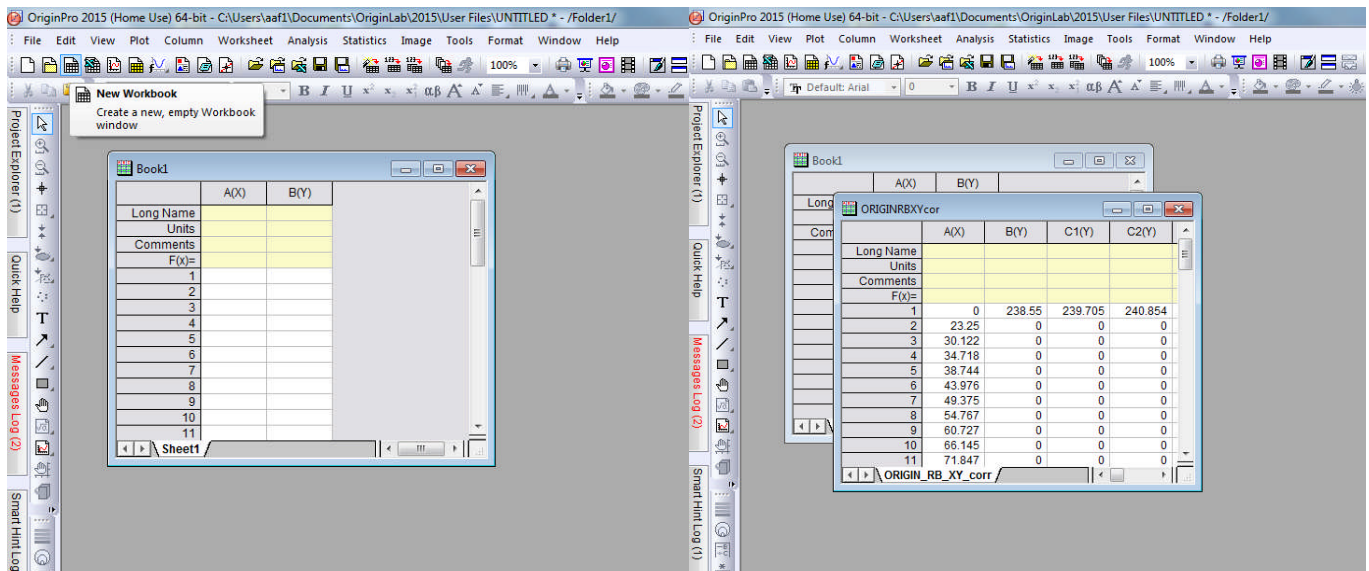 OriginPro 2015 (Home Use) 64-bit - C:\Users\aaf1\Documents\OriginLab\2015\User Files\UNTITLED * - /Folder1/
File Edit View Plot Column Worksheet Analysis Statistics Image Tools Format Window Help
100%
B I U x² x₂ αβ A A
New Workbook
Create a new, empty Workbook
window
Project Explorer (1)
Quick Help
Messages Log (2)
Smart Hint Log
T
Book1
A(X) B(Y)
Long Name
Units
Comments
F(x)=
1
2
3
4
5
6
7
8
9
10
11
Sheet1
OriginPro 2015 (Home Use) 64-bit - C:\Users\aaf1\Documents\OriginLab\2015\User Files\UNTITLED * - /Folder1/
File Edit View Plot Column Worksheet Analysis Statistics Image Tools Format Window Help
100%
Default: Arial 0 B I U x² x₂ αβ A A
Project Explorer (1)
Quick Help
Messages Log (2)
Smart Hint Log (1)
T
Book1
A(X) B(Y)
Long
Com
ORIGINRBXYcor
A(X) B(Y) C1(Y) C2(Y)
Long Name
Units
Comments
F(x)=
1 0 238.55 239.705 240.854
2 23.25 0 0 0
3 30.122 0 0 0
4 34.718 0 0 0
5 38.744 0 0 0
6 43.976 0 0 0
7 49.375 0 0 0
8 54.767 0 0 0
9 60.727 0 0 0
10 66.145 0 0 0
11 71.847 0 0 0
ORIGIN_RB_XY_corr